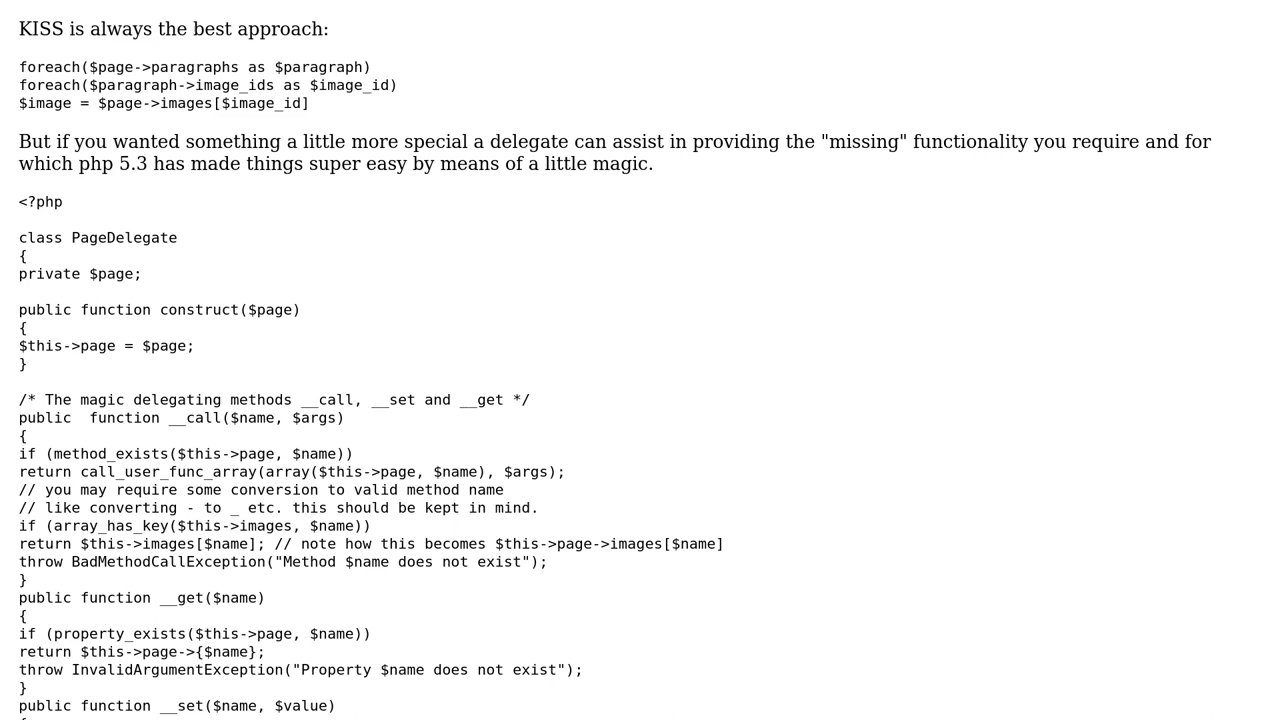 KISS is always the best approach:
foreach($page->paragraphs as $paragraph)
foreach($paragraph->image_ids as $image_id)
$image = $page->images[$image_id]
But if you wanted something a little more special a delegate can assist in providing the "missing" functionality you require and for
which php 5.3 has made things super easy by means of a little magic.
<?php
class PageDelegate
{
private $page;
public function construct($page)
{
$this->page = $page;
}
/* The magic delegating methods __call, __set and __get */
public  function __call($name, $args)
{
if (method_exists($this->page, $name))
return call_user_func_array(array($this->page, $name), $args);
// you may require some conversion to valid method name
// like converting - to _ etc. this should be kept in mind.
if (array_has_key($this->images, $name))
return $this->images[$name]; // note how this becomes $this->page->images[$name]
throw BadMethodCallException("Method $name does not exist");
}
public function __get($name)
{
if (property_exists($this->page, $name))
return $this->page->{$name};
throw InvalidArgumentException("Property $name does not exist");
}
public function __set($name, $value)
{